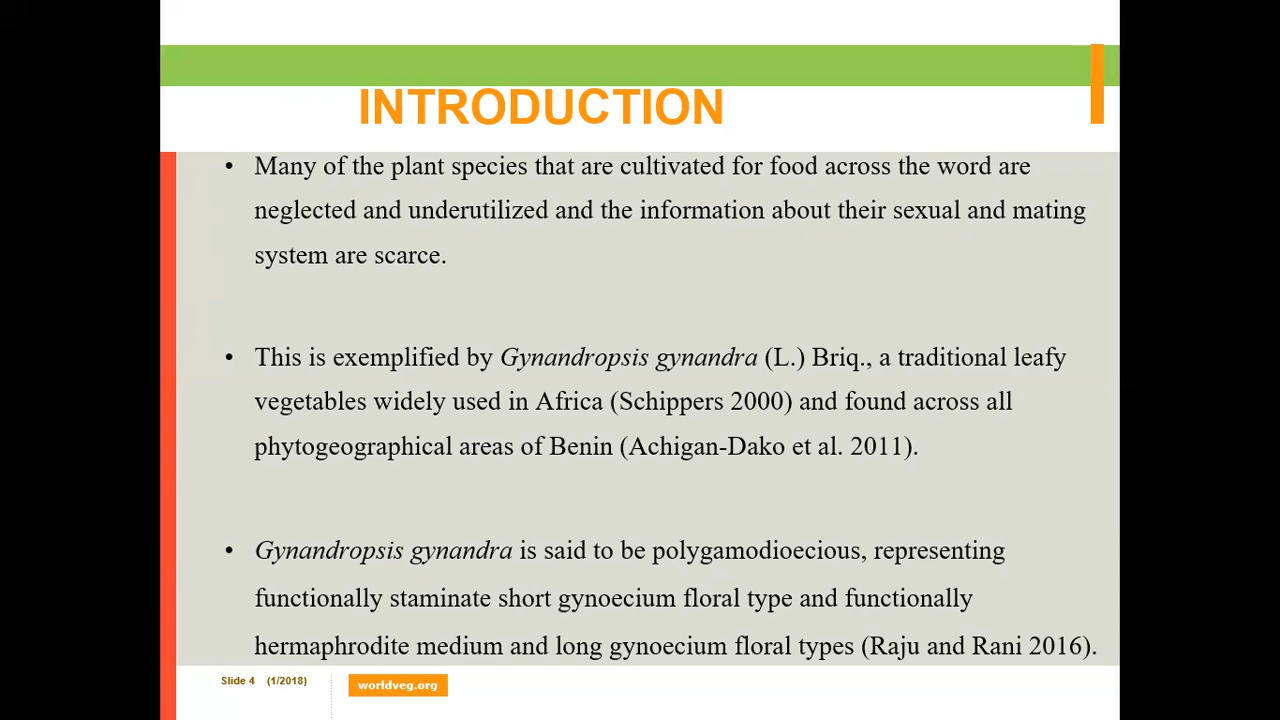 INTRODUCTION
• Many of the plant species that are cultivated for food across the word are
neglected and underutilized and the information about their sexual and mating
system are scarce.
• This is exemplified by Gynandropsis gynandra (L.) Briq., a traditional leafy
vegetables widely used in Africa (Schippers 2000) and found across all
phytogeographical areas of Benin (Achigan-Dako et al. 2011).
• Gynandropsis gynandra is said to be polygamodioecious, representing
functionally staminate short gynoecium floral type and functionally
hermaphrodite medium and long gynoecium floral types (Raju and Rani 2016).
Slide 4 (1/2018)
worldveg.org